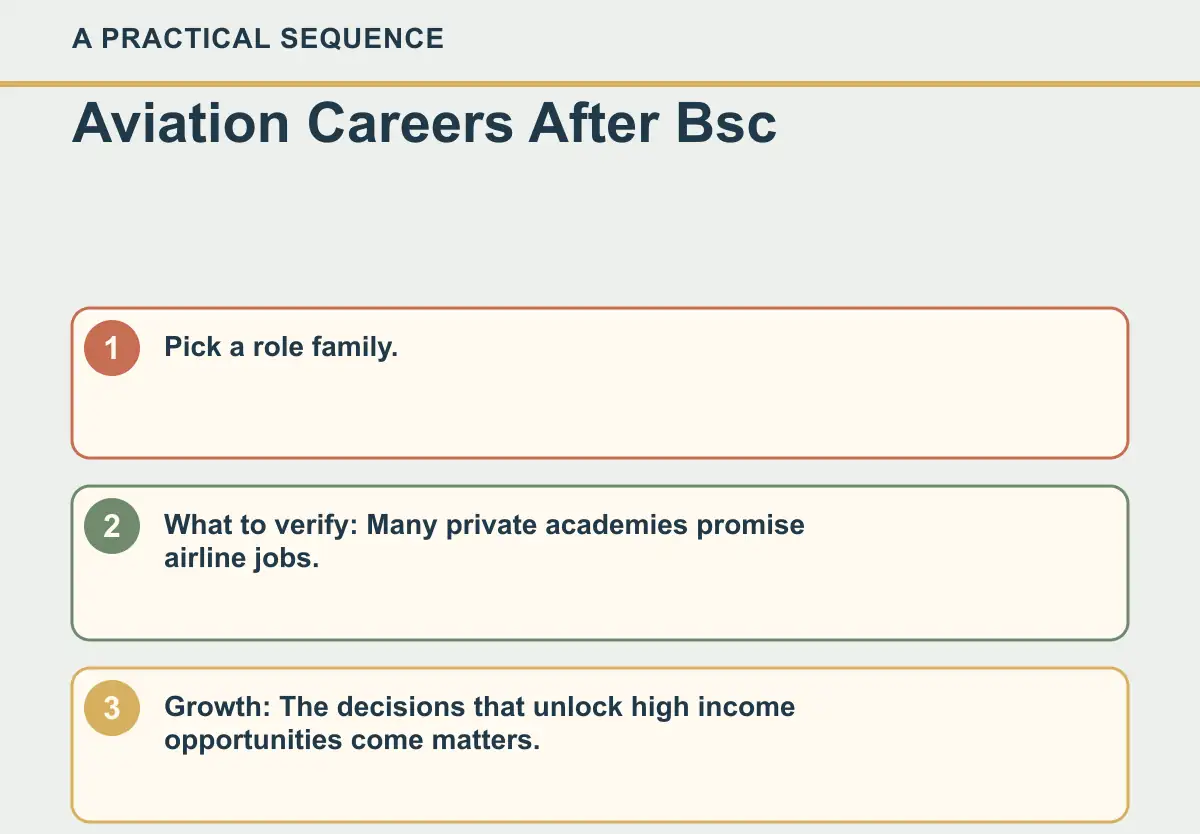 A PRACTICAL SEQUENCE
Aviation Careers After Bsc
1
Pick a role family.
2
What to verify: Many private academies promise
airline jobs.
3
Growth: The decisions that unlock high income
opportunities come matters.